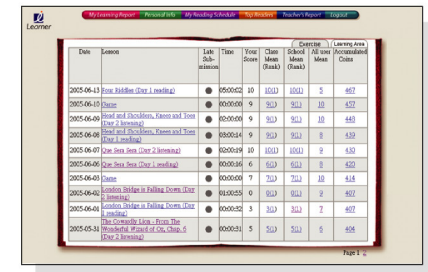 Learner
My Learning Report Personal info My Reading Schedule Top Readers Teacher's Report Logout
Exercise Learning Area
Date Lesson Late Sub-mission Time Your Score Class Mean (Rank) School Mean (Rank) All user Mean Accumulated Coins
2005-06-13 Four Riddles (Day 1 reading) 05:00:02 10 10(1) 10(1) 5 467
2005-06-10 Game 00:00:00 9 9(1) 9(1) 10 457
2005-06-09 Head and Shoulders, Knees and Toes (Day 2 listening) 02:00:00 9 9(1) 9(1) 10 448
2005-06-08 Head and Shoulders, Knees and Toes (Day 1 reading) 03:00:14 9 9(1) 9(1) 8 439
2005-06-07 Que Sera Sera (Day 2 listening) 02:00:19 10 10(1) 10(1) 9 430
2005-06-06 Que Sera Sera (Day 1 reading) 00:00:16 6 6(1) 6(1) 8 420
2005-06-03 Game 00:00:00 7 7(1) 7(1) 10 414
2005-06-02 London Bridge is Falling Down (Day 2 listening) 01:00:55 0 0(1) 0(1) 9 407
2005-06-01 London Bridge is Falling Down (Day 1 reading) 00:00:32 3 3(1) 3(1) 7 407
2005-05-31 The Cowardly Lion - From The Wonderful Wizard of Oz, Chap. 6 (Day 2 listening) 00:00:31 5 5(1) 5(1) 6 404
Page 1 2